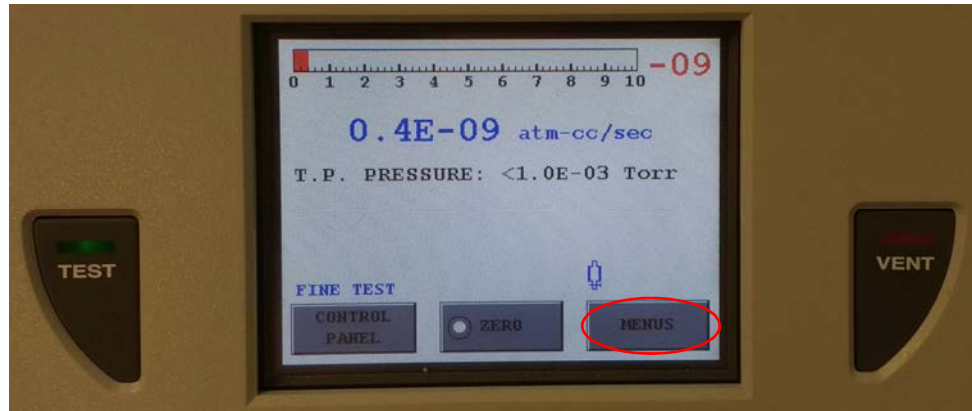 -09
0 1 2 3 4 5 6 7 8 9 10
0.4E-09 atm-cc/sec
T.P. PRESSURE: <1.0E-03 Torr
TEST
VENT
FINE TEST
CONTROL
PANEL
ZERO
MENUS